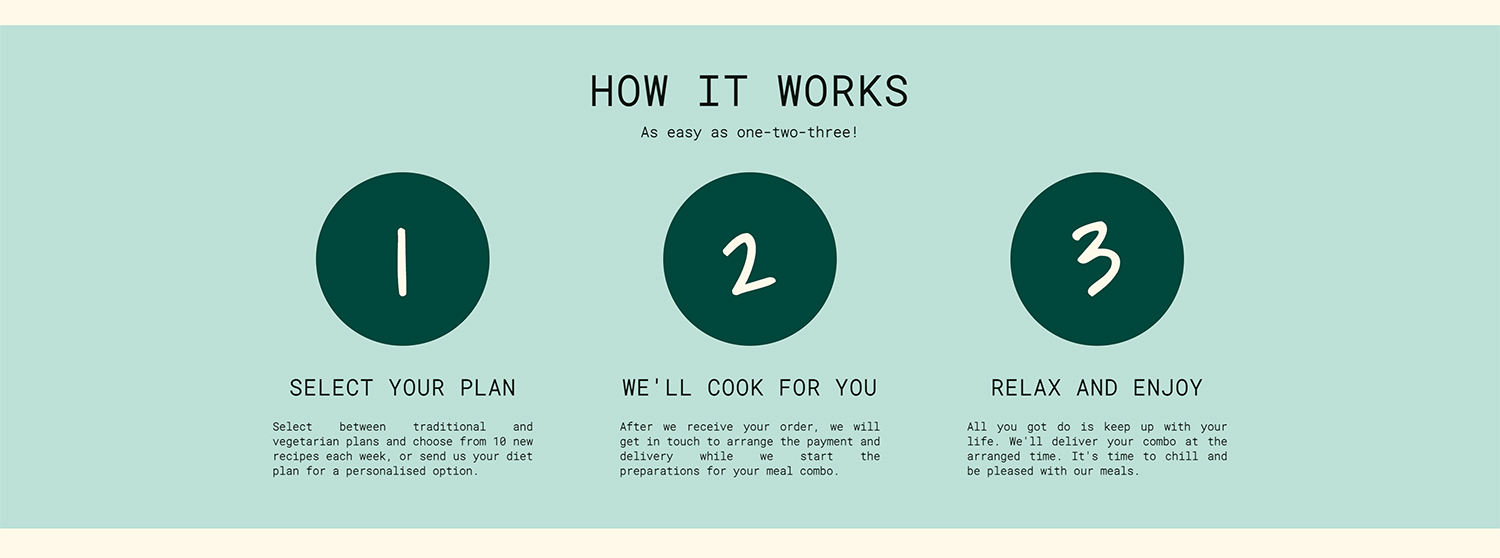 HOW IT WORKS
As easy as one-two-three!
1
2
3
SELECT YOUR PLAN
Select between traditional and
vegetarian plans and choose from 10 new
recipes each week, or send us your diet
plan for a personalised option.
WE'LL COOK FOR YOU
After we receive your order, we will
get in touch to arrange the payment and
delivery while we start the
preparations for your meal combo.
RELAX AND ENJOY
All you got do is keep up with your
life. We'll deliver your combo at the
arranged time. It's time to chill and
be pleased with our meals.